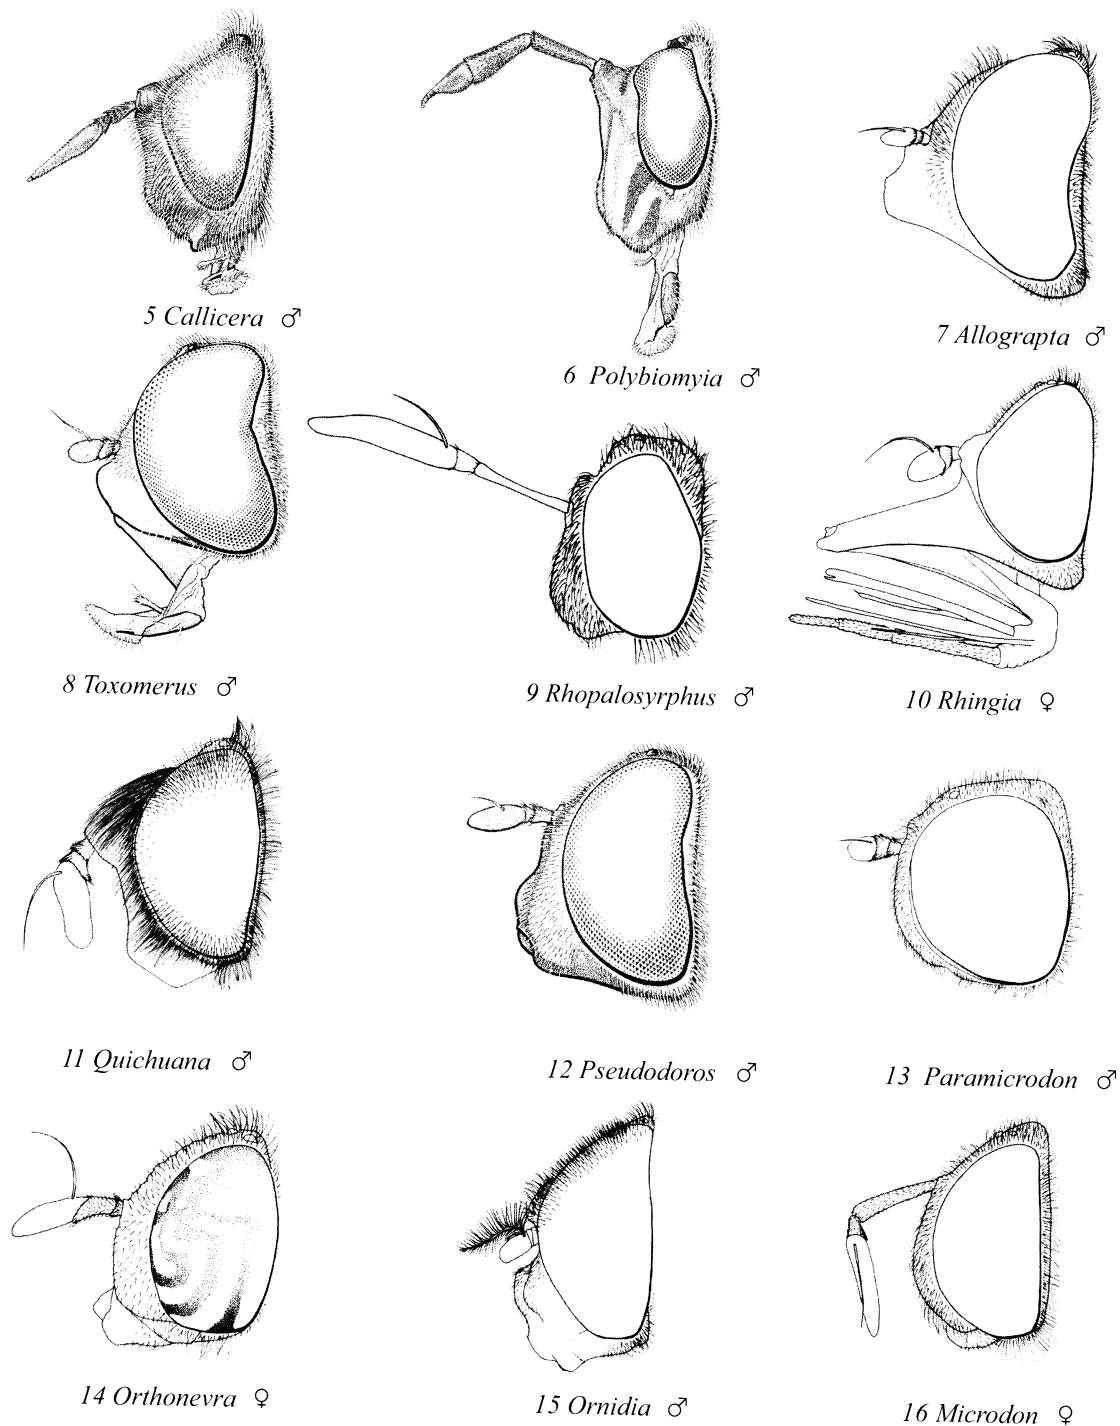 5 Callicera ♂
6 Polybiomyia ♂
7 Allograpta ♂
8 Toxomerus ♂
9 Rhopalosyrphus ♂
10 Rhingia ♀
11 Quichuana ♂
12 Pseudodoros ♂
13 Paramicrodon ♂
14 Orthonevra ♀
15 Ornidia ♂
16 Microdon ♀